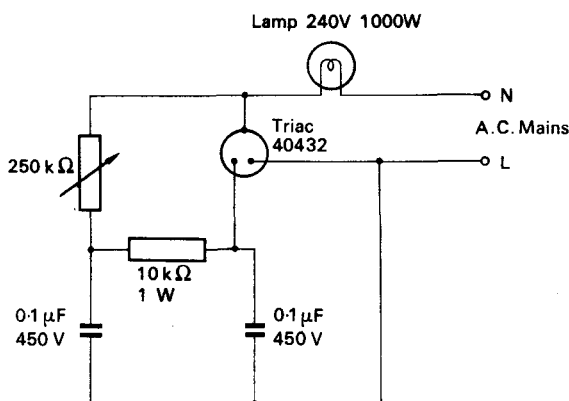 Lamp 240V 1000W
N
Triac
40432
A.C. Mains
L
250 kΩ
10 kΩ
1 W
0·1 μF
450 V
0·1 μF
450 V